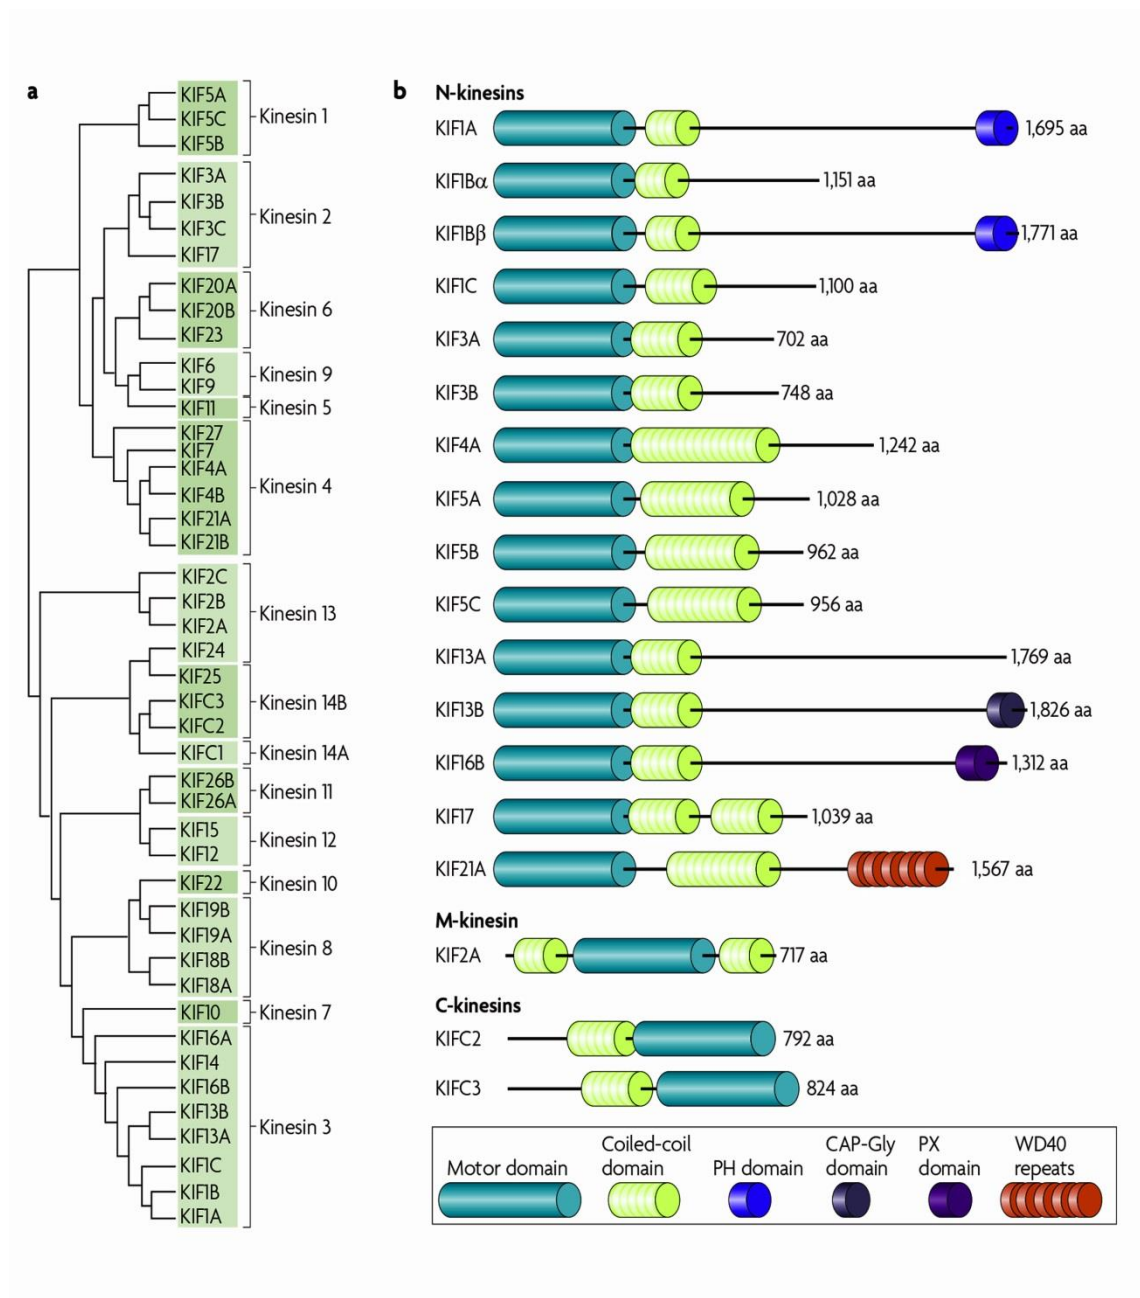 a
KIF5A
KIF5C
KIF5B
Kinesin 1
KIF3A
KIF3B
KIF3C
KIF17
Kinesin 2
KIF20A
KIF20B
KIF23
Kinesin 6
KIF6
KIF9
Kinesin 9
KIF11
Kinesin 5
KIF27
KIF7
KIF4A
KIF4B
KIF21A
KIF21B
Kinesin 4
KIF2C
KIF2B
KIF2A
KIF24
Kinesin 13
KIF25
KIFC3
KIFC2
Kinesin 14B
KIFC1
Kinesin 14A
KIF26B
KIF26A
Kinesin 11
KIF15
KIF12
Kinesin 12
KIF22
Kinesin 10
KIF19B
KIF19A
KIF18B
KIF18A
Kinesin 8
KIF10
Kinesin 7
KIF16A
KIF14
KIF16B
KIF13B
KIF13A
KIF1C
KIF1B
KIF1A
Kinesin 3
b
N-kinesins
KIF1A 1,695 aa
KIF1Bα 1,151 aa
KIF1Bβ 1,771 aa
KIF1C 1,100 aa
KIF3A 702 aa
KIF3B 748 aa
KIF4A 1,242 aa
KIF5A 1,028 aa
KIF5B 962 aa
KIF5C 956 aa
KIF13A 1,769 aa
KIF13B 1,826 aa
KIF16B 1,312 aa
KIF17 1,039 aa
KIF21A 1,567 aa
M-kinesin
KIF2A 717 aa
C-kinesins
KIFC2 792 aa
KIFC3 824 aa
Motor domain
Coiled-coil
domain
PH domain
CAP-Gly
domain
PX
domain
WD40
repeats